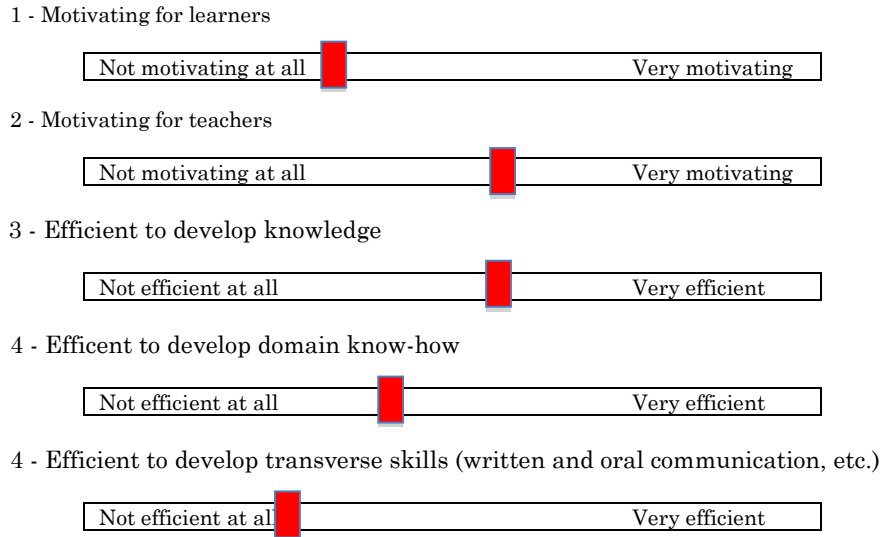 1 - Motivating for learners
Not motivating at all Very motivating
2 - Motivating for teachers
Not motivating at all Very motivating
3 - Efficient to develop knowledge
Not efficient at all Very efficient
4 - Efficent to develop domain know-how
Not efficient at all Very efficient
4 - Efficient to develop transverse skills (written and oral communication, etc.)
Not efficient at all Very efficient